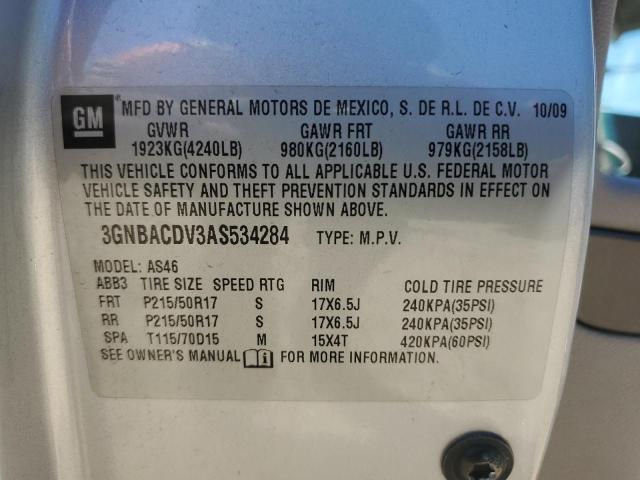 GM ® MFD BY GENERAL MOTORS DE MEXICO, S. DE R.L. DE C.V. 10/09
GVWR GAWR FRT GAWR RR
1923KG(4240LB) 980KG(2160LB) 979KG(2158LB)
THIS VEHICLE CONFORMS TO ALL APPLICABLE U.S. FEDERAL MOTOR
VEHICLE SAFETY AND THEFT PREVENTION STANDARDS IN EFFECT ON
THE DATE OF MANUFACTURE SHOWN ABOVE.
3GNBACDV3AS534284 TYPE: M.P.V.
MODEL: AS46
ABB3 TIRE SIZE SPEED RTG RIM COLD TIRE PRESSURE
FRT P215/50R17 S 17X6.5J 240KPA(35PSI)
RR P215/50R17 S 17X6.5J 240KPA(35PSI)
SPA T115/70D15 M 15X4T 420KPA(60PSI)
SEE OWNER'S MANUAL FOR MORE INFORMATION.